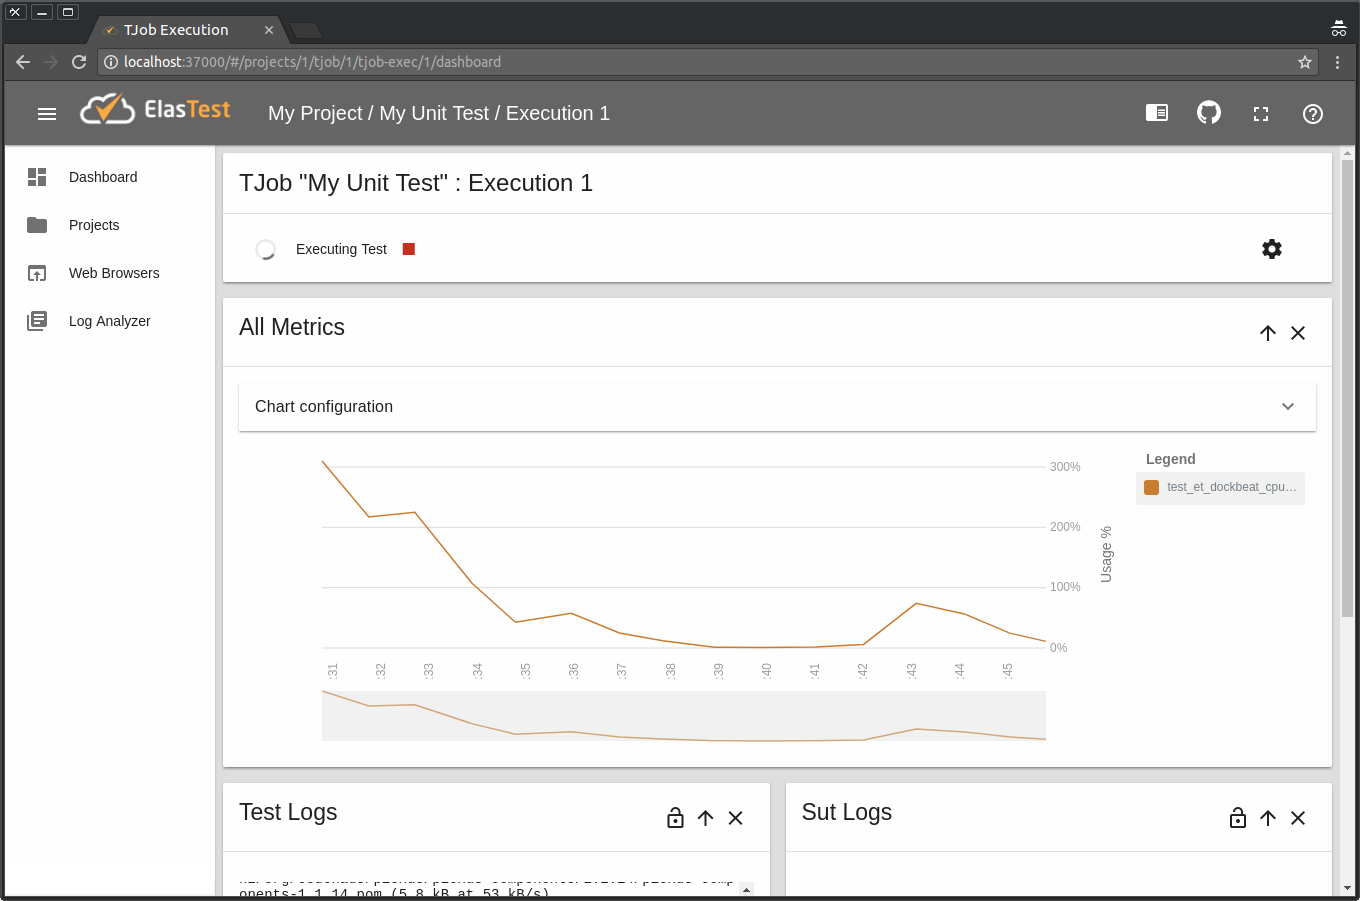 TJob Execution
localhost:37000/#/projects/1/tjob/1/tjob-exec/1/dashboard
ElasTest
My Project / My Unit Test / Execution 1
Dashboard
Projects
Web Browsers
Log Analyzer
TJob "My Unit Test" : Execution 1
Executing Test
All Metrics
Chart configuration
300%
200%
100%
0%
Usage %
Legend
test_et_dockbeat_cpu…
:31
:32
:33
:34
:35
:36
:37
:38
:39
:40
:41
:42
:43
:44
:45
Test Logs
onents-1.1.14.pom (5.8 kB at 53 kB/s)
Sut Logs